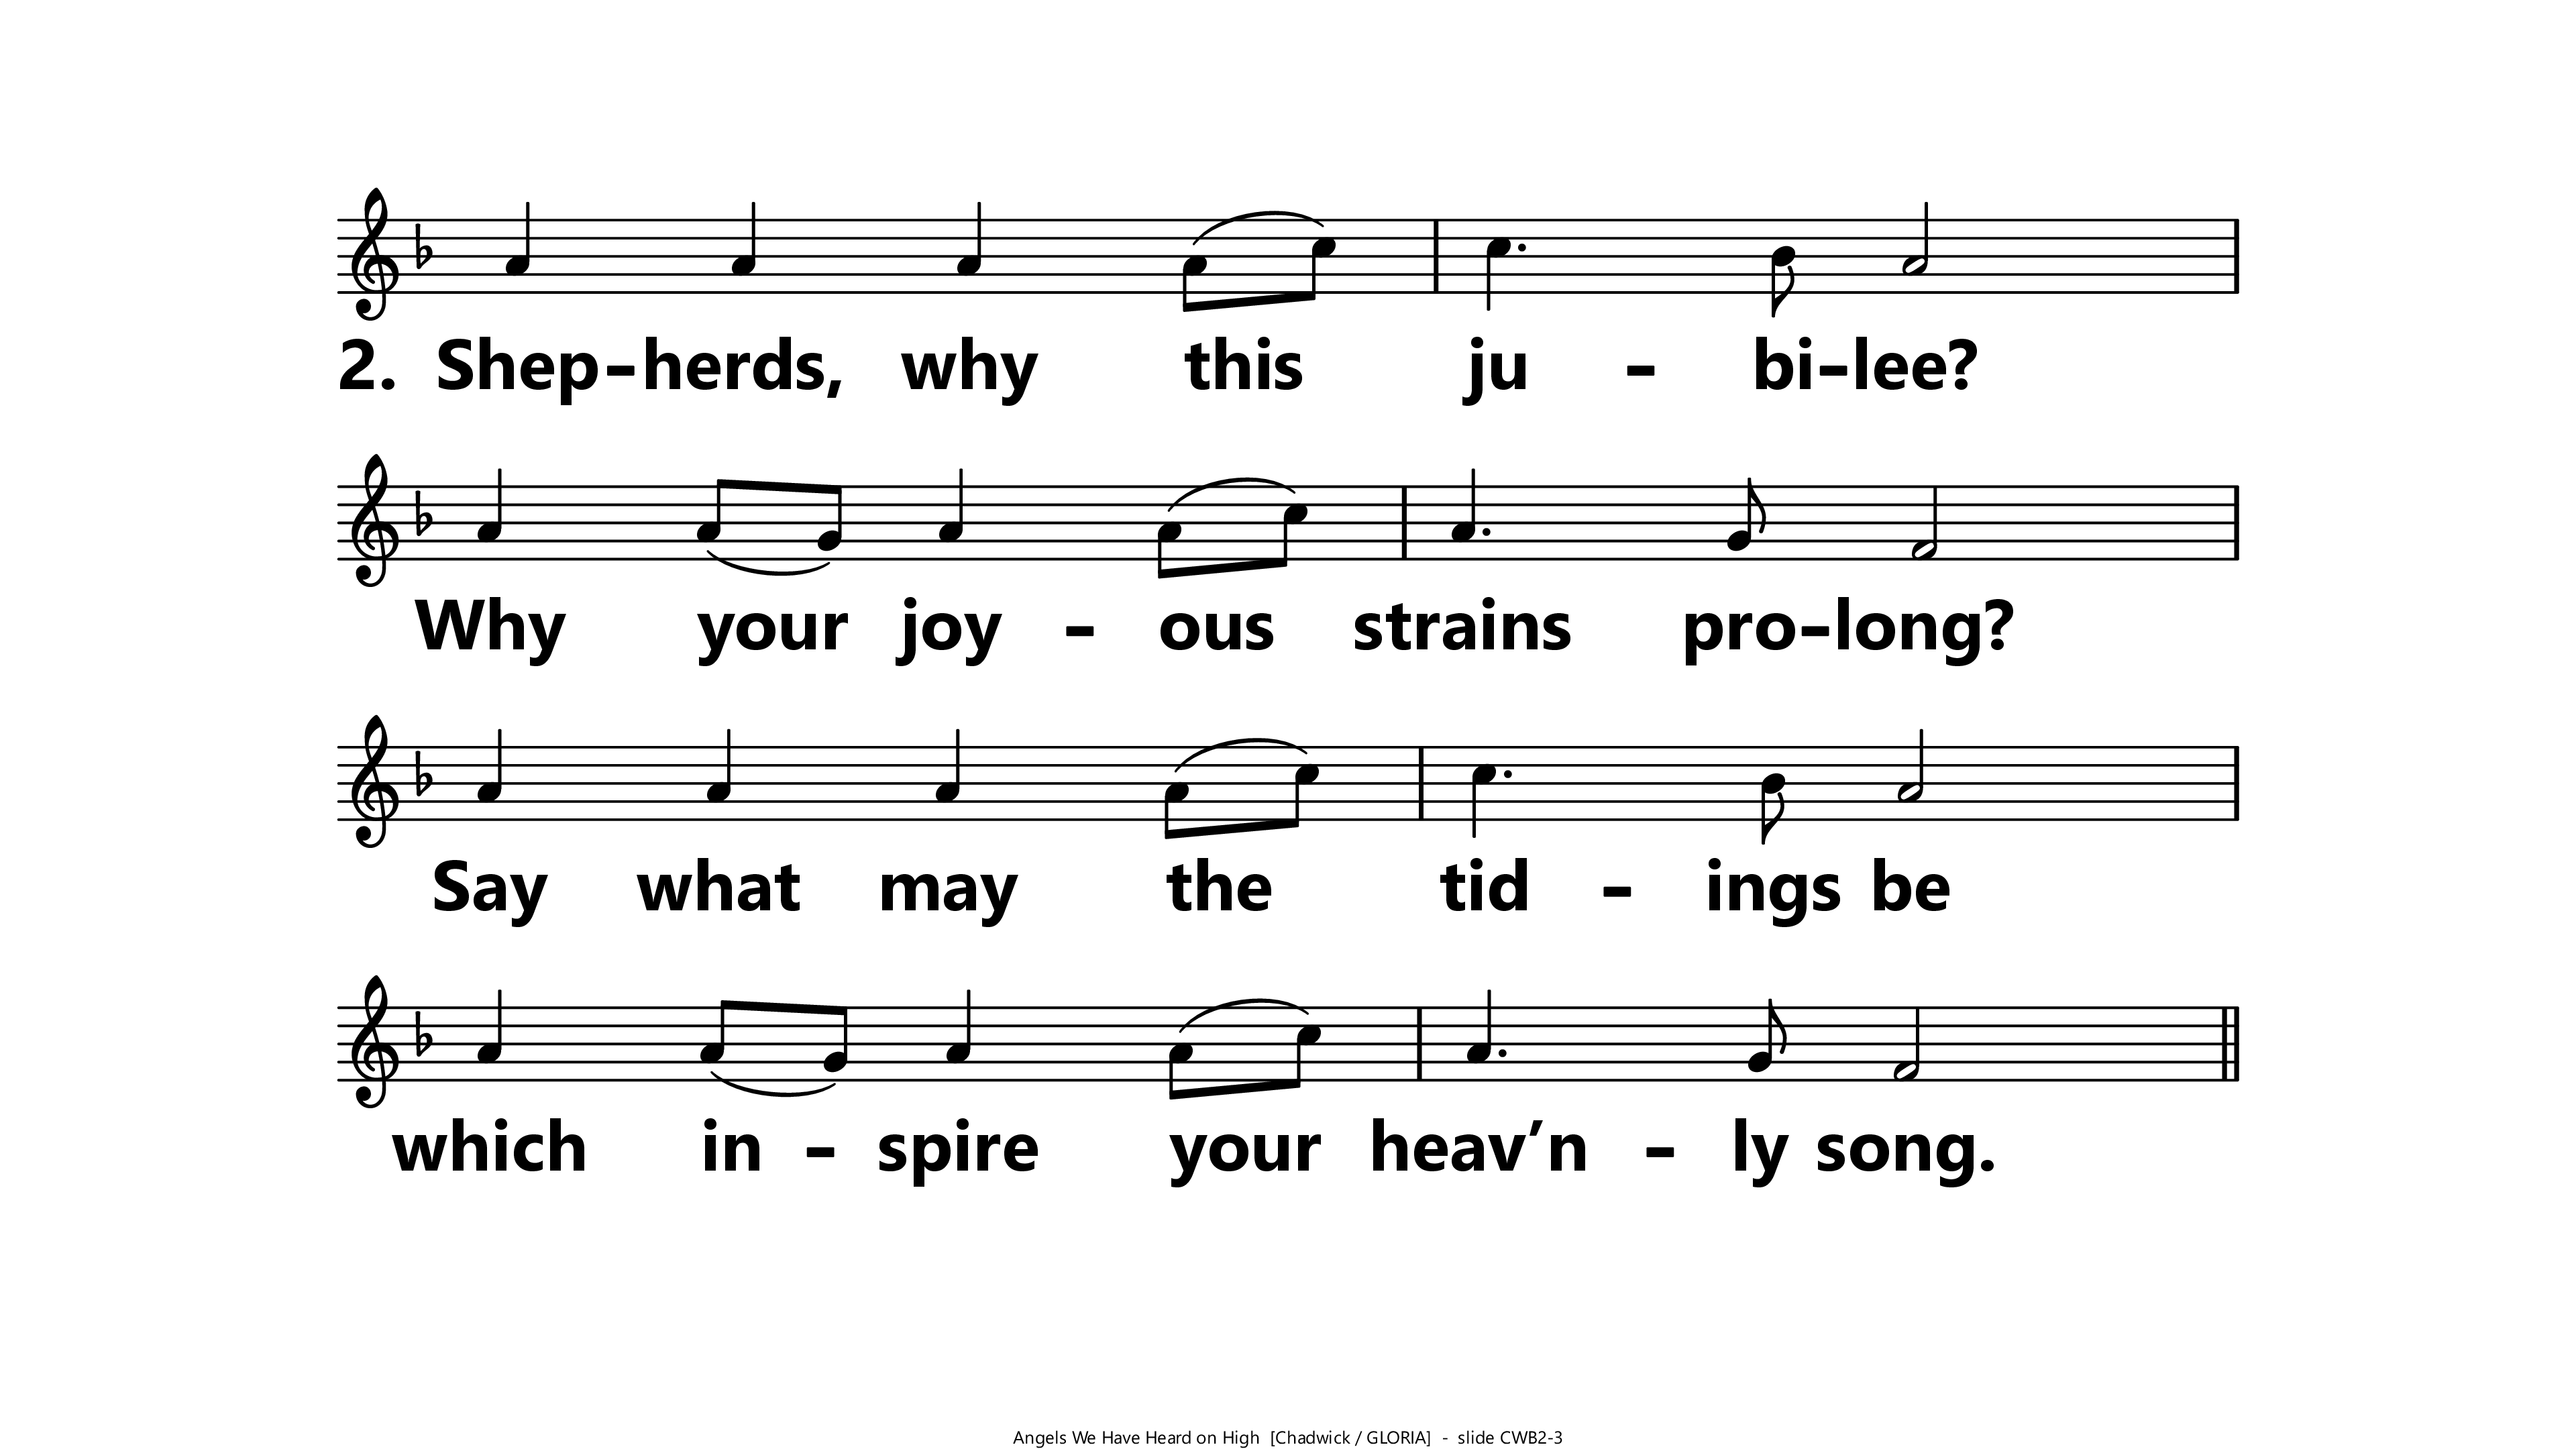 2. Shep-herds, why this ju - bi-lee?
Why your joy - ous strains pro-long?
Say what may the tid - ings be
which in - spire your heav’n - ly song.
Angels We Have Heard on High [Chadwick / GLORIA] - slide CWB2-3